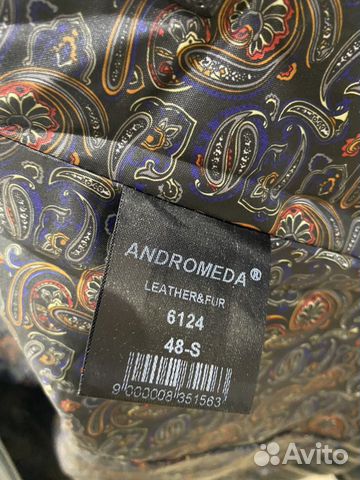 ANDROMEDA®
LEATHER&FUR
6124
48-S
9 000008 351563
Avito